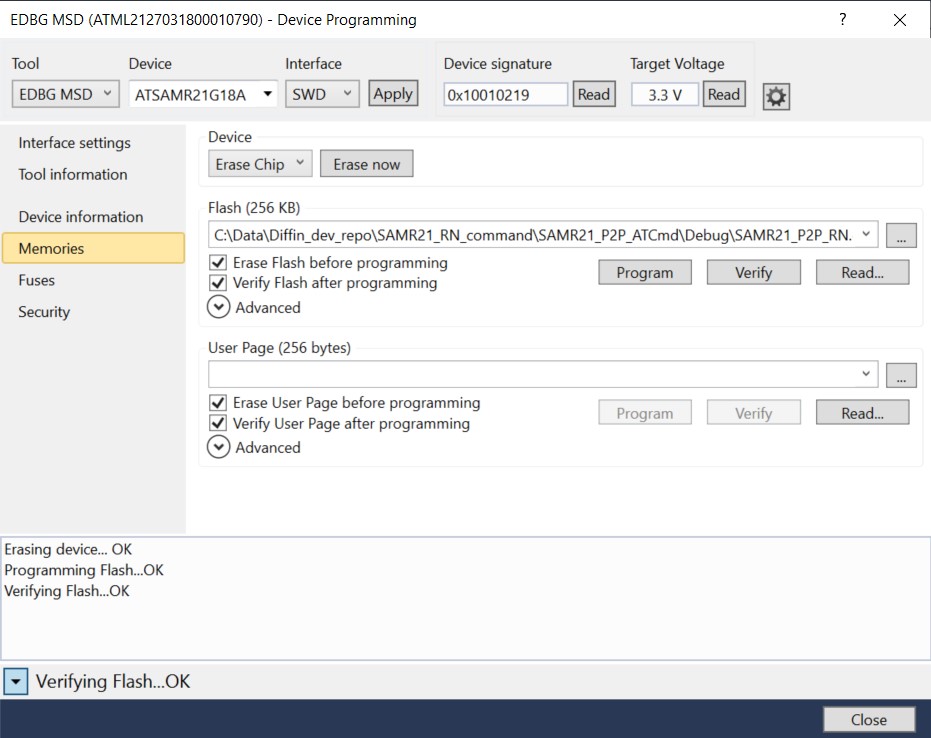 EDBG MSD (ATML2127031800010790) - Device Programming ?
Tool Device Interface Device signature Target Voltage
EDBG MSD ATSAMR21G18A SWD Apply 0x10010219 Read 3.3 V Read
Interface settings
Tool information
Device information
Memories
Fuses
Security
Device
Erase Chip Erase now
Flash (256 KB)
C:\Data\Diffin_dev_repo\SAMR21_RN_command\SAMR21_P2P_ATCmd\Debug\SAMR21_P2P_RN. ...
Erase Flash before programming
Verify Flash after programming
Program Verify Read...
Advanced
User Page (256 bytes)
...
Erase User Page before programming
Verify User Page after programming
Program Verify Read...
Advanced
Erasing device... OK
Programming Flash...OK
Verifying Flash...OK
Verifying Flash...OK
Close